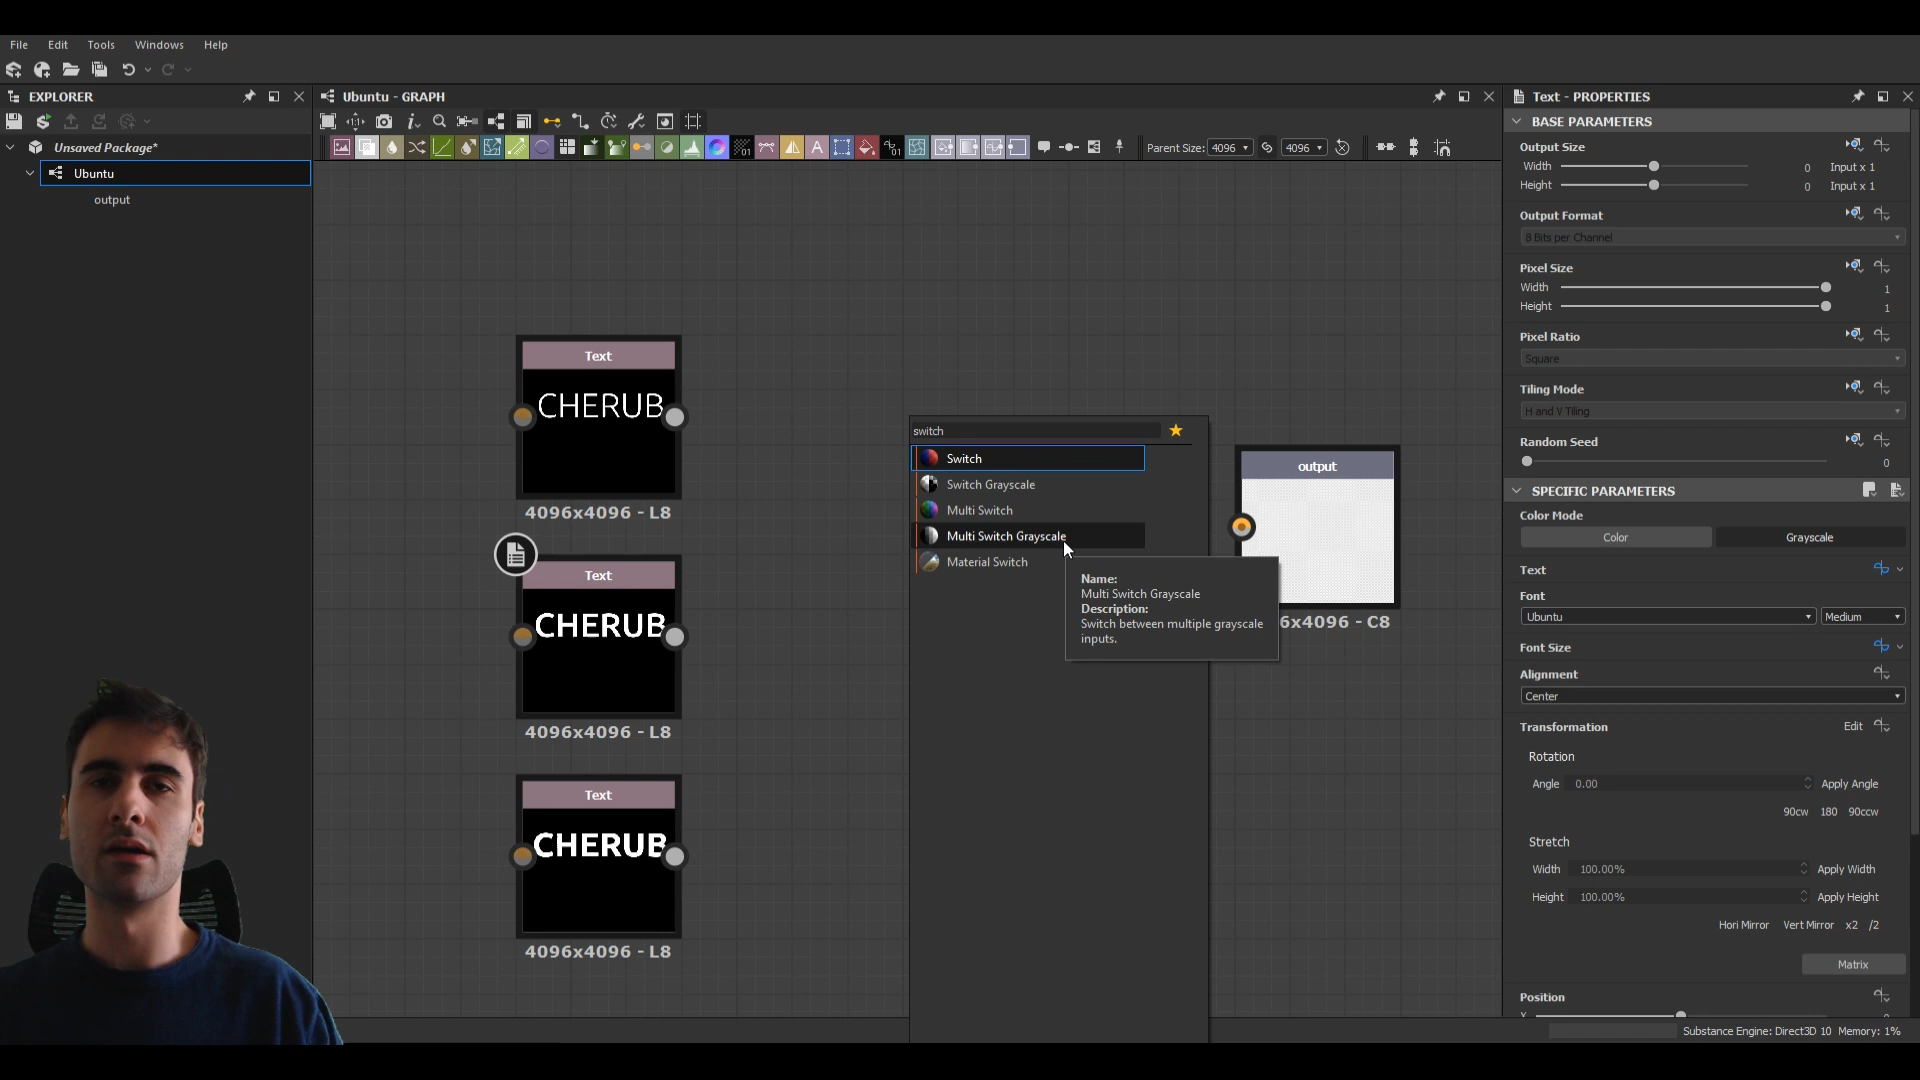 File Edit Tools Windows Help
EXPLORER
Ubuntu - GRAPH
Text - PROPERTIES
Parent Size: 4096 4096
Unsaved Package*
Ubuntu
output
Text
CHERUB
4096x4096 - L8
Text
CHERUB
4096x4096 - L8
Text
CHERUB
4096x4096 - L8
switch
Switch
Switch Grayscale
Multi Switch
Multi Switch Grayscale
Material Switch
Name:
Multi Switch Grayscale
Description:
Switch between multiple grayscale
inputs.
output
6x4096 - C8
BASE PARAMETERS
Output Size
Width 0 Input x 1
Height 0 Input x 1
Output Format
8 Bits per Channel
Pixel Size
Width 1
Height 1
Pixel Ratio
Square
Tiling Mode
H and V Tiling
Random Seed
0
SPECIFIC PARAMETERS
Color Mode
Color Grayscale
Text
Font
Ubuntu Medium
Font Size
Alignment
Center
Transformation Edit
Rotation
Angle 0.00 Apply Angle
90cw 180 90ccw
Stretch
Width 100.00% Apply Width
Height 100.00% Apply Height
Hori Mirror Vert Mirror x2 /2
Matrix
Position
Substance Engine: Direct3D 10 Memory: 1%